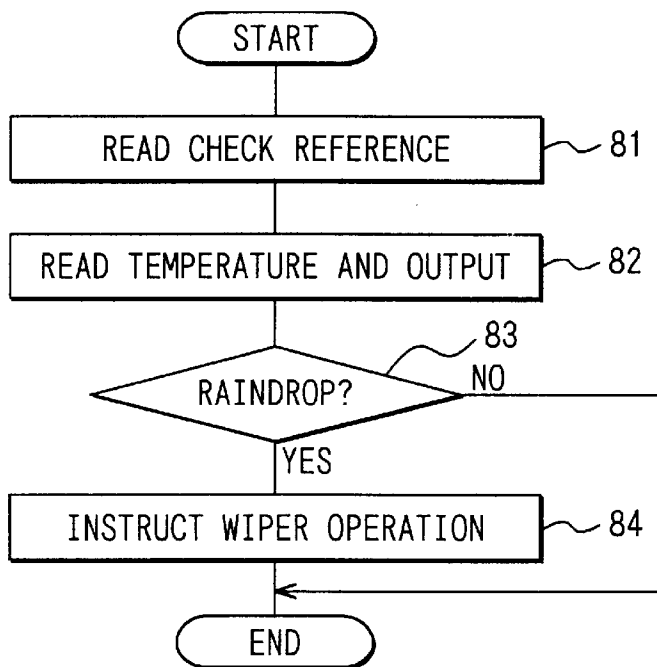 START
READ CHECK REFERENCE
81
READ TEMPERATURE AND OUTPUT
82
83
RAINDROP?
NO
YES
INSTRUCT WIPER OPERATION
84
END